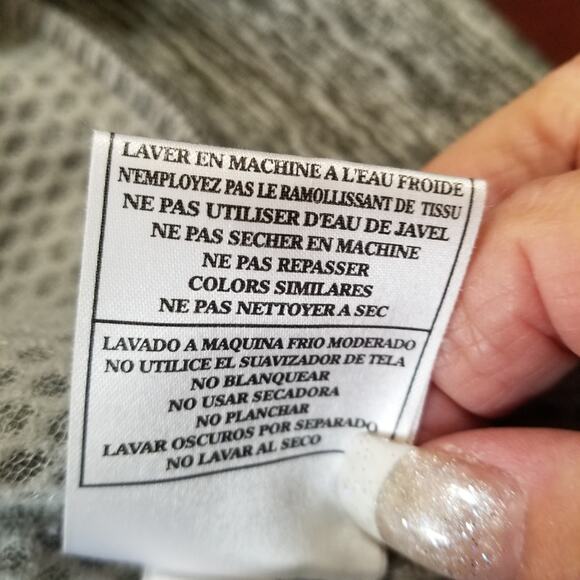 LAVER EN MACHINE A L'EAU FROIDE
N'EMPLOYEZ PAS LE RAMOLLISSANT DE TISSU
NE PAS UTILISER D'EAU DE JAVEL
NE PAS SECHER EN MACHINE
NE PAS REPASSER
COLORS SIMILARES
NE PAS NETTOYER A SEC
LAVADO A MAQUINA FRIO MODERADO
NO UTILICE EL SUAVIZADOR DE TELA
NO BLANQUEAR
NO USAR SECADORA
NO PLANCHAR
LAVAR OSCUROS POR SEPARADO
NO LAVAR AL SECO